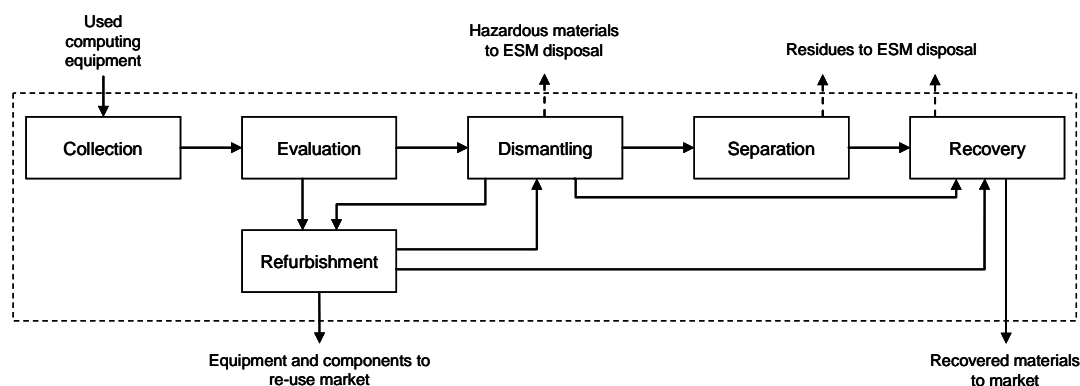 Used
computing
equipment
Hazardous materials
to ESM disposal
Residues to ESM disposal
Collection
Evaluation
Dismantling
Separation
Recovery
Refurbishment
Equipment and components to
re-use market
Recovered materials
to market